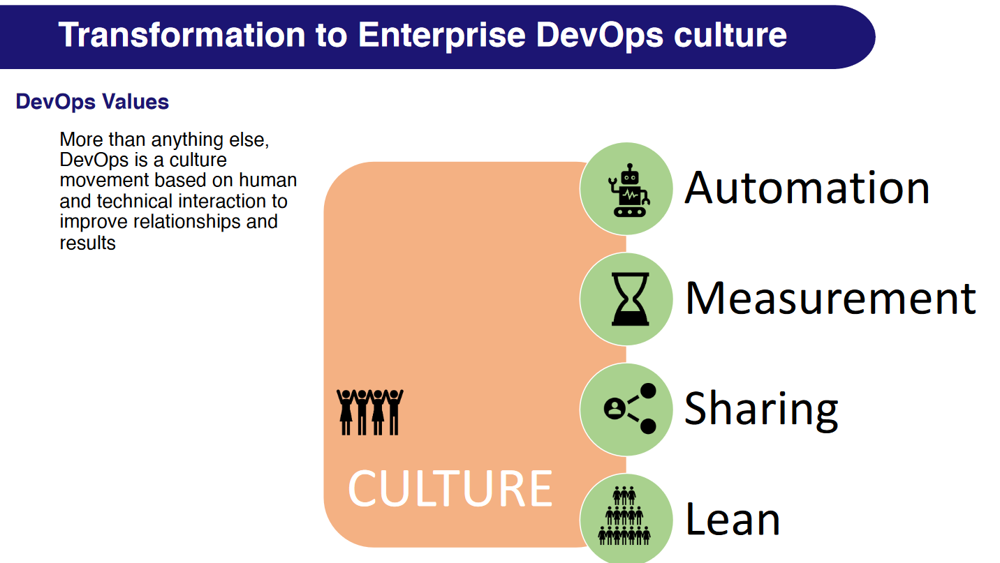 Transformation to Enterprise DevOps culture
DevOps Values
More than anything else,
DevOps is a culture
movement based on human
and technical interaction to
improve relationships and
results
CULTURE
Automation
Measurement
Sharing
Lean